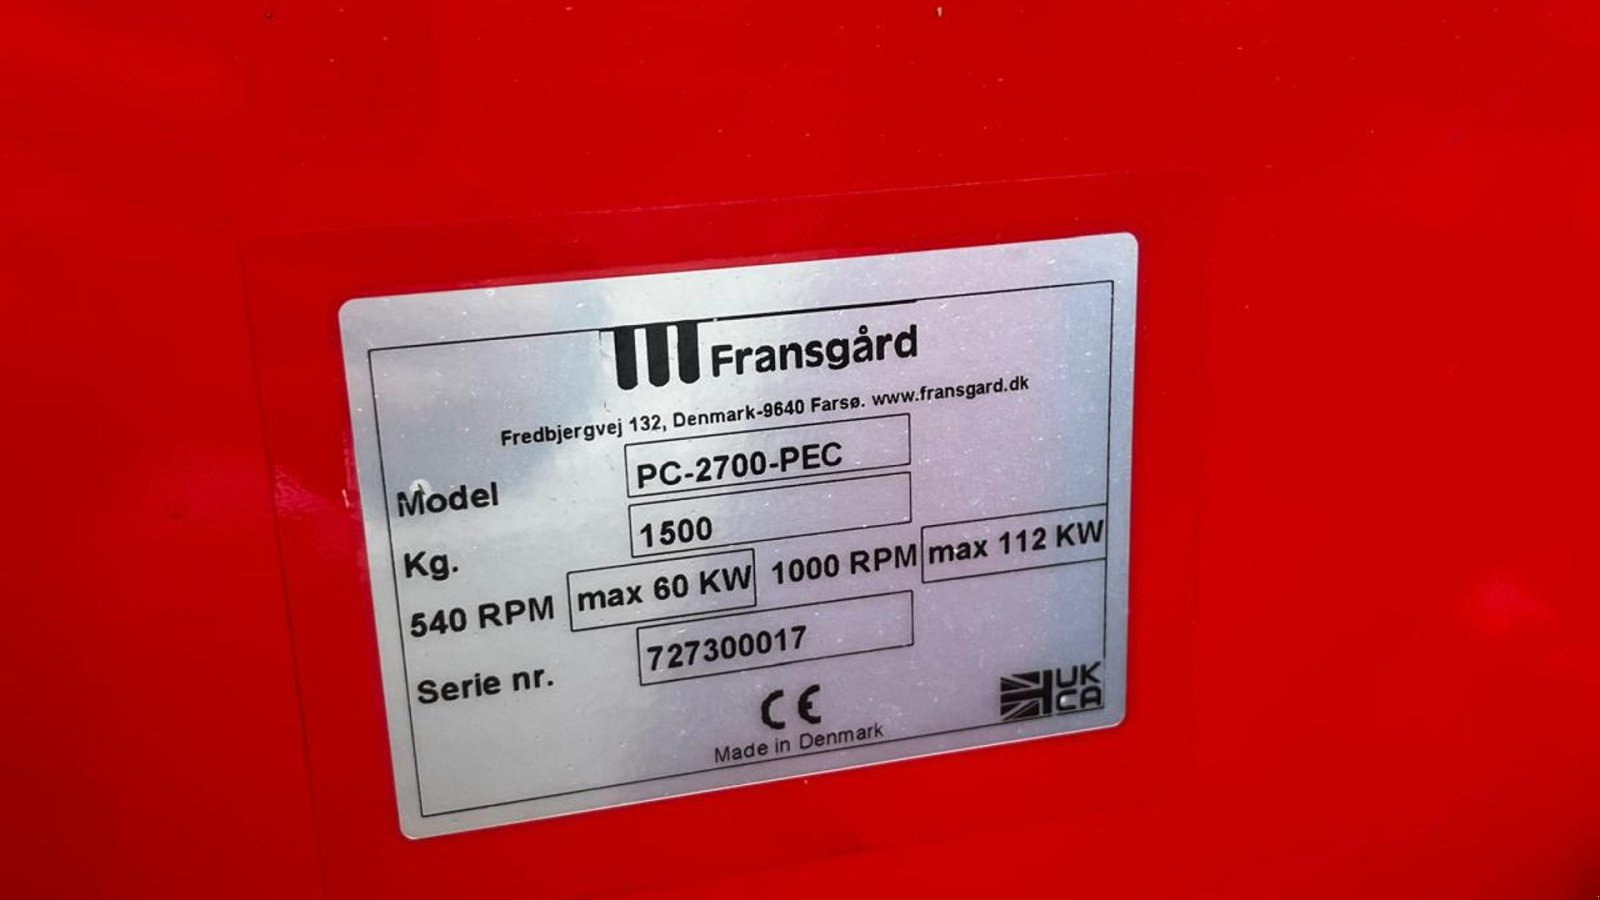 Fransgård
Fredbjergvej 132, Denmark-9640 Farsø. www.fransgard.dk
Model PC-2700-PEC
Kg. 1500
540 RPM max 60 KW 1000 RPM max 112 KW
Serie nr. 727300017
CE
UK
CA
Made in Denmark